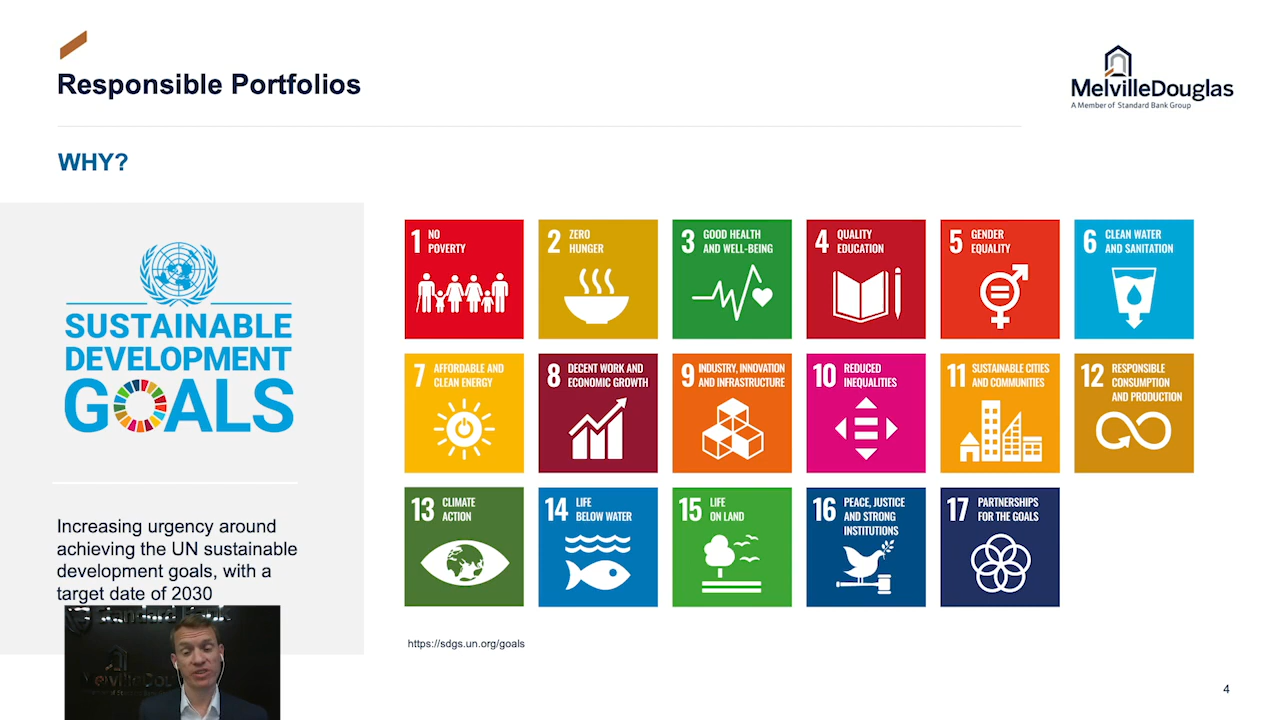 Responsible Portfolios
MelvilleDouglas
A Member of Standard Bank Group
WHY?
SUSTAINABLE
DEVELOPMENT
GOALS
Increasing urgency around
achieving the UN sustainable
development goals, with a
target date of 2030
1 NO
POVERTY
2 ZERO
HUNGER
3 GOOD HEALTH
AND WELL-BEING
4 QUALITY
EDUCATION
5 GENDER
EQUALITY
6 CLEAN WATER
AND SANITATION
7 AFFORDABLE AND
CLEAN ENERGY
8 DECENT WORK AND
ECONOMIC GROWTH
9 INDUSTRY, INNOVATION
AND INFRASTRUCTURE
10 REDUCED
INEQUALITIES
11 SUSTAINABLE CITIES
AND COMMUNITIES
12 RESPONSIBLE
CONSUMPTION
AND PRODUCTION
13 CLIMATE
ACTION
14 LIFE
BELOW WATER
15 LIFE
ON LAND
16 PEACE, JUSTICE
AND STRONG
INSTITUTIONS
17 PARTNERSHIPS
FOR THE GOALS
https://sdgs.un.org/goals
Standard
4